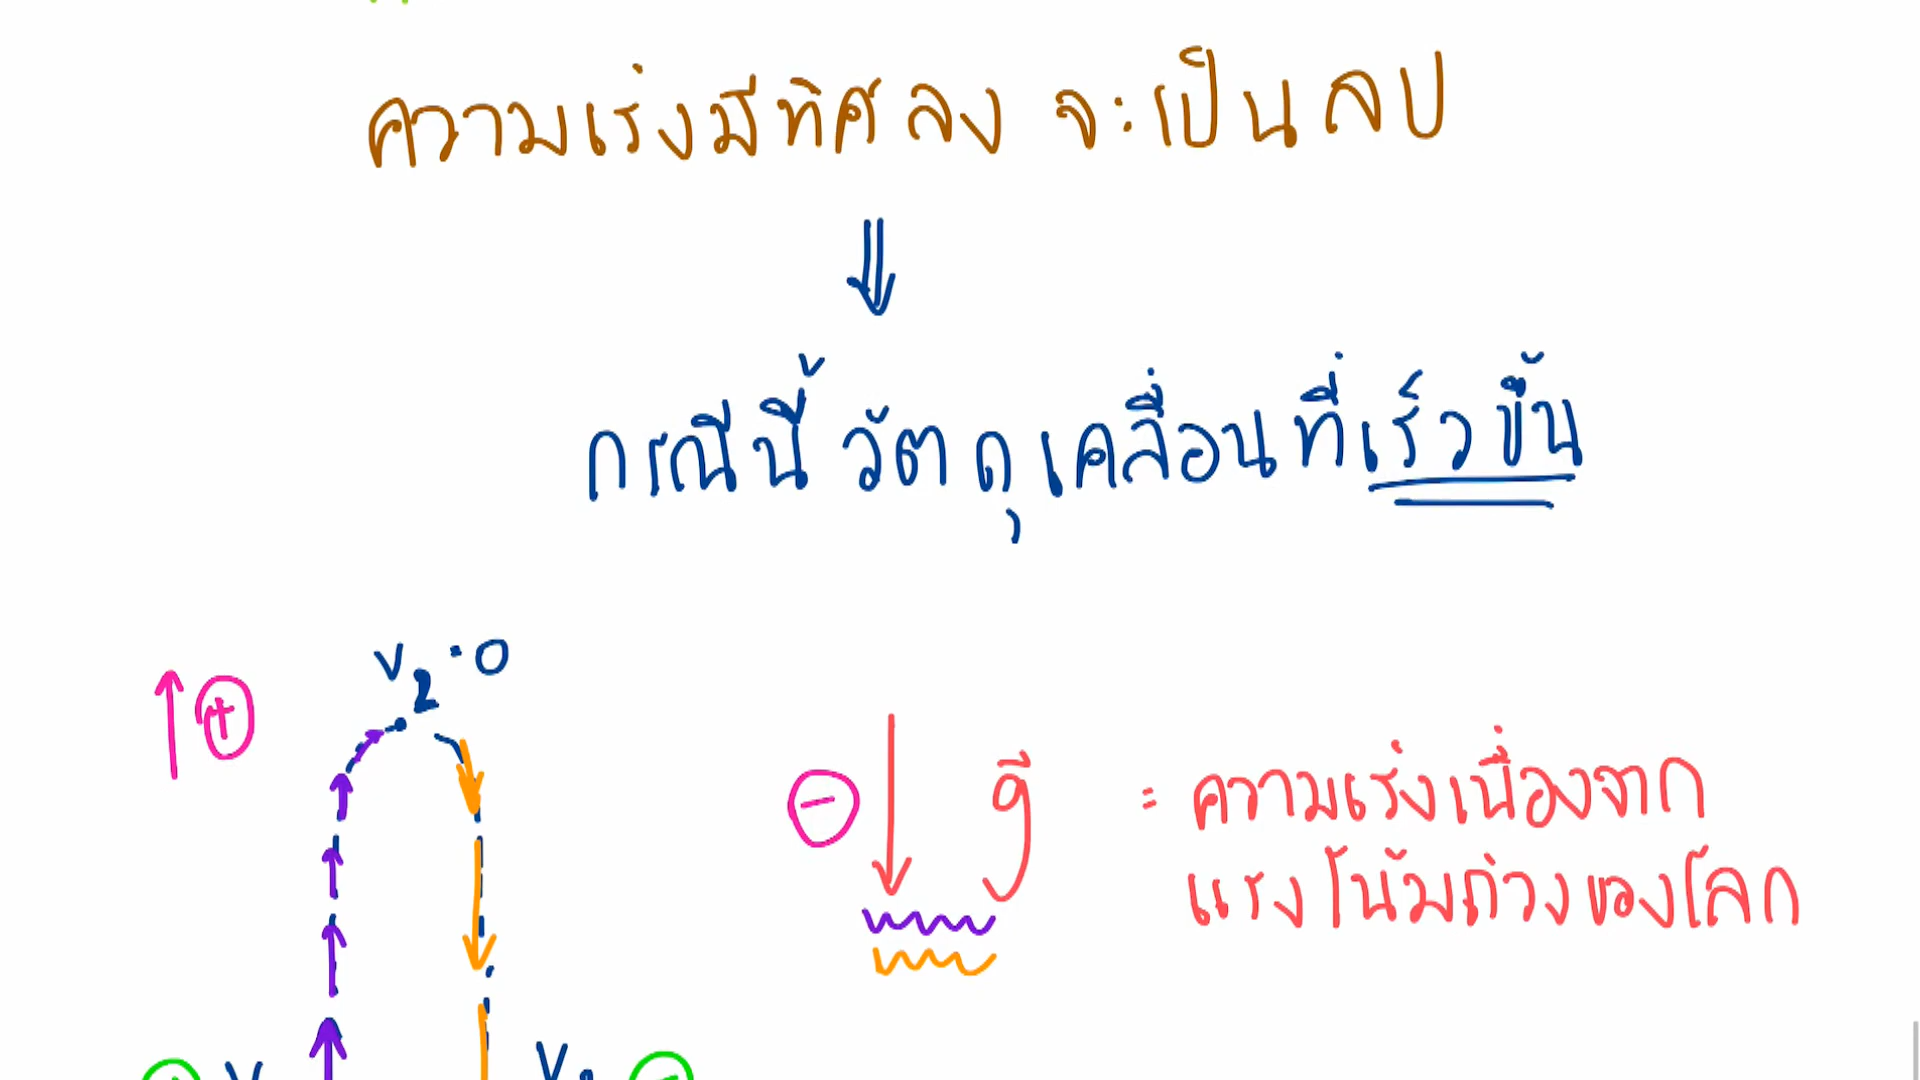 ความเร่งมีทิศลง จะเป็นลบ
กรณีนี้ วัตถุเคลื่อนที่เร็วขึ้น
V2 = 0
+
- g = ความเร่งเนื่องจาก
แรงโน้มถ่วงของโลก
V
V